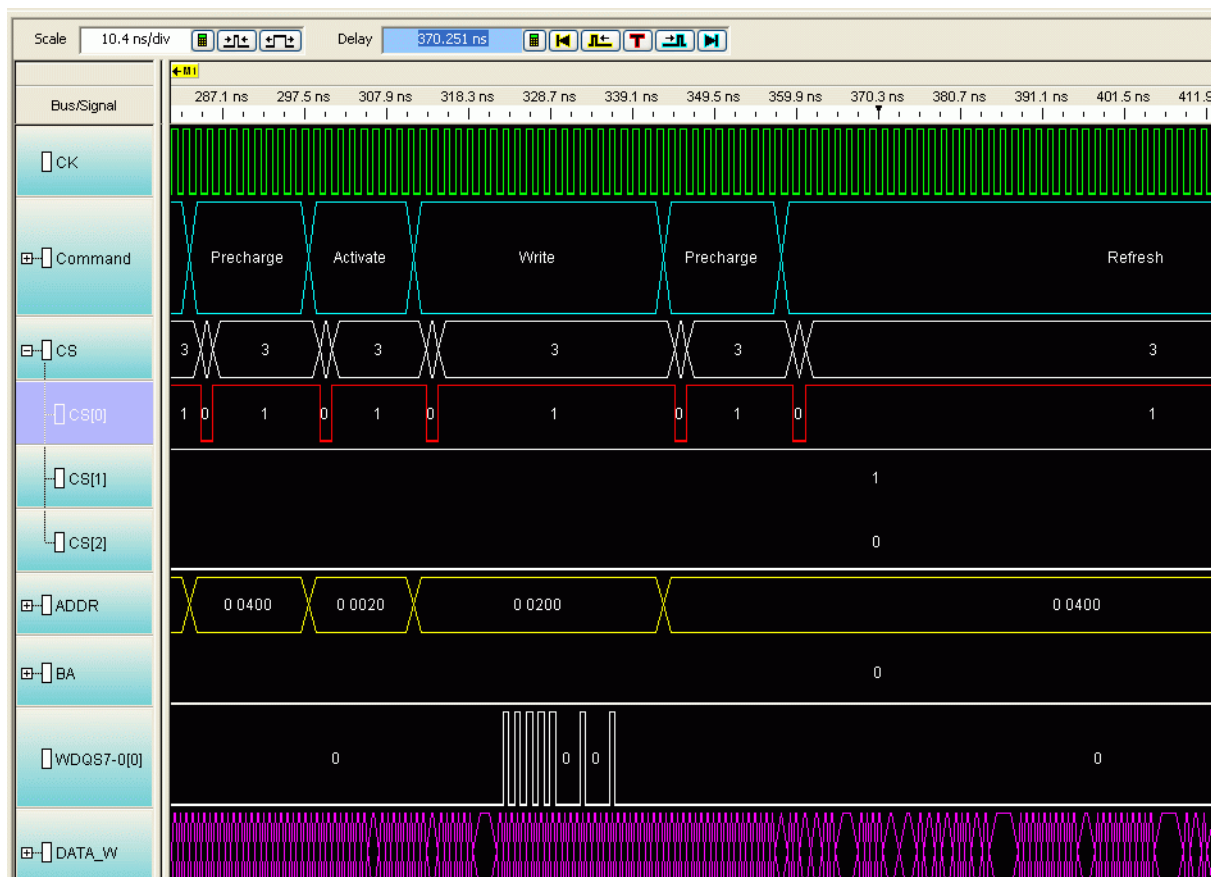 Scale 10.4 ns/div Delay 370.251 ns T
M1
Bus/Signal 287.1 ns 297.5 ns 307.9 ns 318.3 ns 328.7 ns 339.1 ns 349.5 ns 359.9 ns 370.3 ns 380.7 ns 391.1 ns 401.5 ns 411.9
CK
Command Precharge Activate Write Precharge Refresh
CS 3 3 3 3 3 3
CS[0] 1 0 1 0 1 0 1 0 1 0 1
CS[1] 1
CS[2] 0
ADDR 0 0400 0 0020 0 0200 0 0400
BA 0
WDQS7-0[0] 0 0 0 0
DATA_W